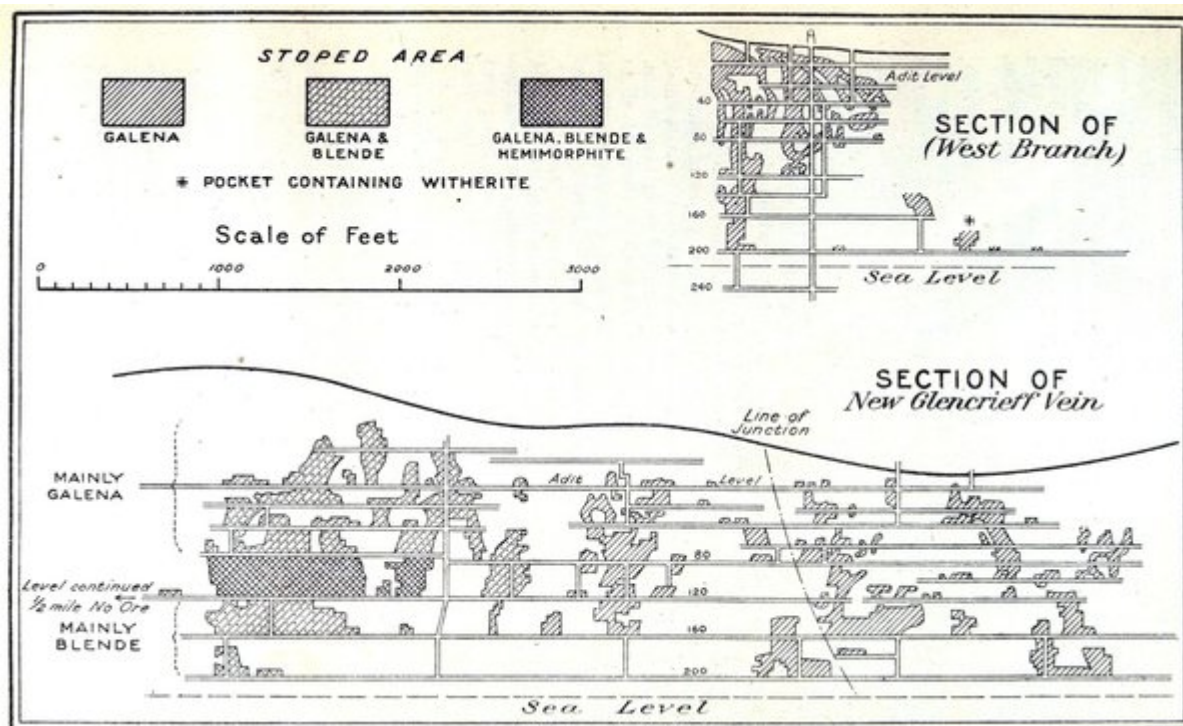 STOPED AREA
GALENA
GALENA &
BLENDE
GALENA, BLENDE &
HEMIMORPHITE
* POCKET CONTAINING WITHERITE
Scale of Feet
0 1000 2000 3000
Adit Level
40
80
120
160
200
240
SECTION OF
(West Branch)
*
Sea Level
SECTION OF
New Glencrieff Vein
Line of
Junction
MAINLY
GALENA
Adit Level
80
Level continued
½ mile No Ore
120
MAINLY
BLENDE
160
200
Sea Level